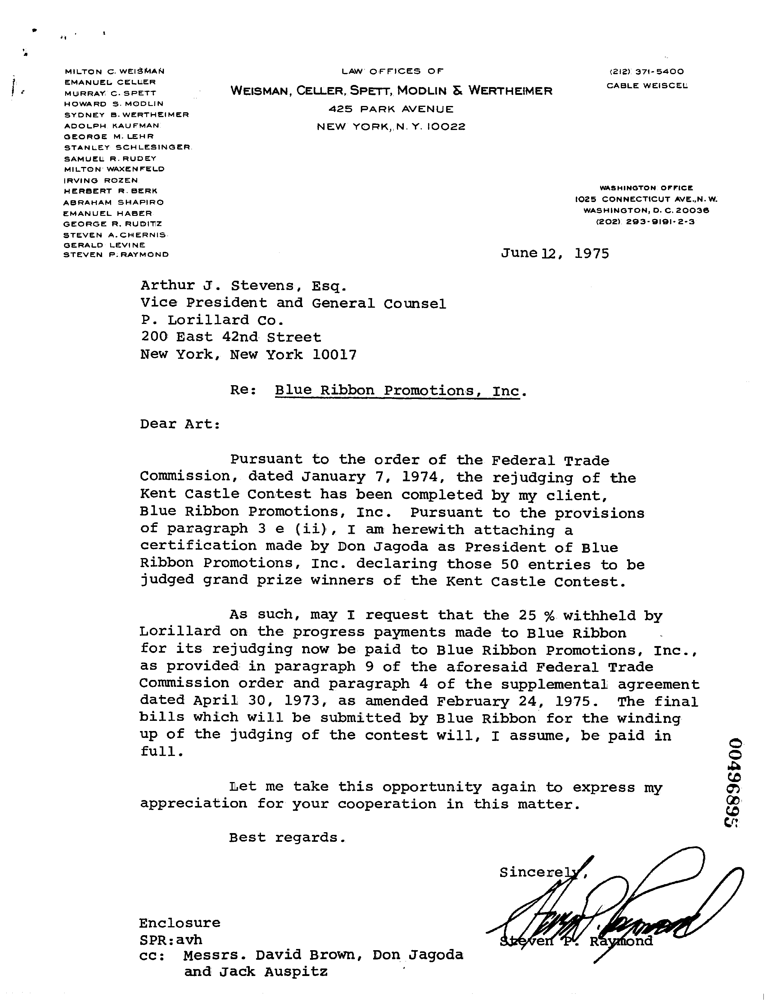 MILTON C. WEISMAN
EMANUEL CELLER
MURRAY C. SPETT
HOWARD S. MODLIN
SYDNEY B. WERTHEIMER
ADOLPH KAUFMAN
GEORGE M. LEHR
STANLEY SCHLESINGER
SAMUEL R. RUDEY
MILTON WAXENFELD
IRVING ROZEN
HERBERT R. BERK
ABRAHAM SHAPIRO
EMANUEL HABER
GEORGE R. RUDITZ
STEVEN A. CHERNIS
GERALD LEVINE
STEVEN P. RAYMOND
LAW OFFICES OF
WEISMAN, CELLER, SPETT, MODLIN & WERTHEIMER
425 PARK AVENUE
NEW YORK, N. Y. 10022
(212) 371-5400
CABLE WEISCEL
WASHINGTON OFFICE
1025 CONNECTICUT AVE., N. W.
WASHINGTON, D. C. 20036
(202) 293-9191-2-3
June 12, 1975
Arthur J. Stevens, Esq.
Vice President and General Counsel
P. Lorillard Co.
200 East 42nd Street
New York, New York 10017
Re: Blue Ribbon Promotions, Inc.
Dear Art:
Pursuant to the order of the Federal Trade
Commission, dated January 7, 1974, the rejudging of the
Kent Castle Contest has been completed by my client,
Blue Ribbon Promotions, Inc. Pursuant to the provisions
of paragraph 3 e (ii), I am herewith attaching a
certification made by Don Jagoda as President of Blue
Ribbon Promotions, Inc. declaring those 50 entries to be
judged grand prize winners of the Kent Castle Contest.
As such, may I request that the 25 % withheld by
Lorillard on the progress payments made to Blue Ribbon
for its rejudging now be paid to Blue Ribbon Promotions, Inc.,
as provided in paragraph 9 of the aforesaid Federal Trade
Commission order and paragraph 4 of the supplemental agreement
dated April 30, 1973, as amended February 24, 1975. The final
bills which will be submitted by Blue Ribbon for the winding
up of the judging of the contest will, I assume, be paid in
full.
Let me take this opportunity again to express my
appreciation for your cooperation in this matter.
Best regards.
Sincerely,
Steven P. Raymond
Enclosure
SPR:avh
cc: Messrs. David Brown, Don Jagoda
and Jack Auspitz
00496895